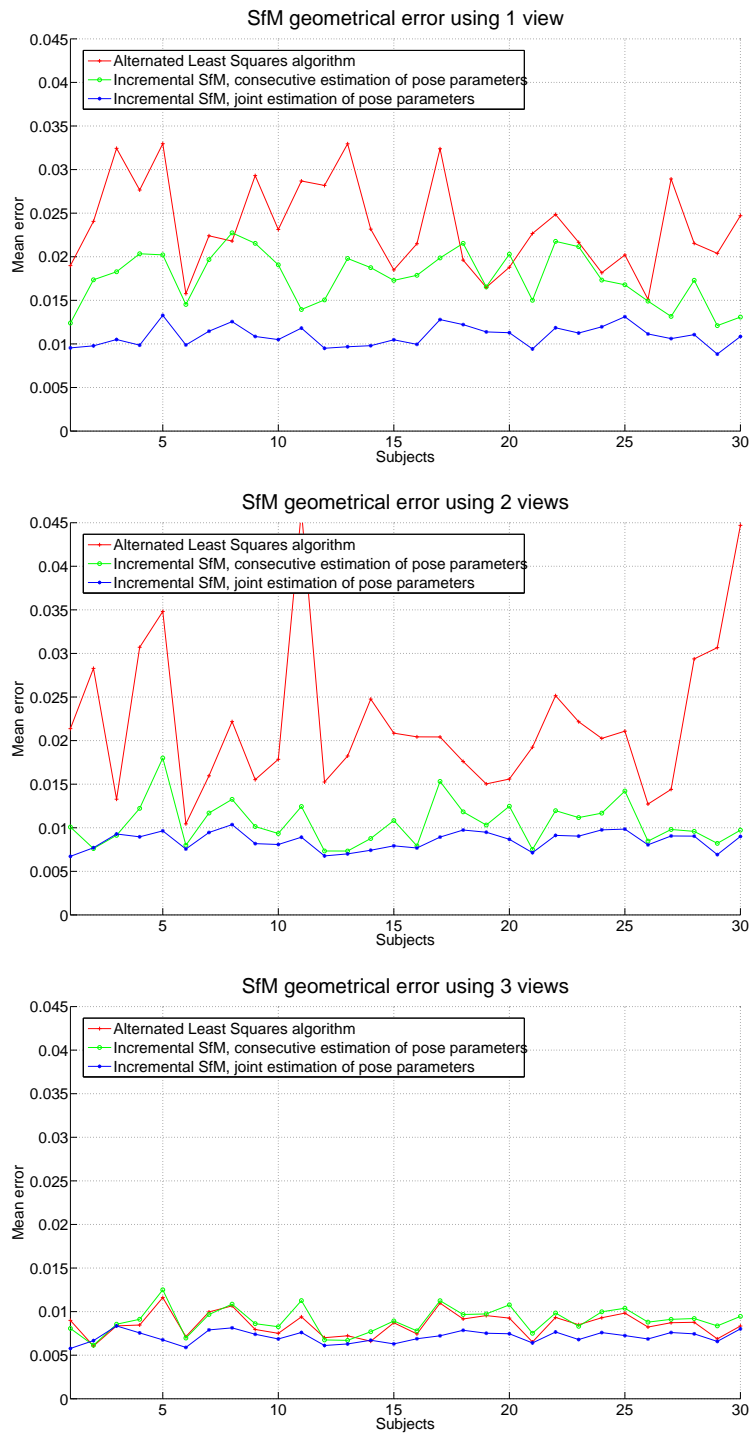 SfM geometrical error using 1 view
0.045
0.04
0.035
0.03
0.025
0.02
0.015
0.01
0.005
0
Mean error
Alternated Least Squares algorithm
Incremental SfM, consecutive estimation of pose parameters
Incremental SfM, joint estimation of pose parameters
5 10 15 20 25 30
Subjects
SfM geometrical error using 2 views
0.045
0.04
0.035
0.03
0.025
0.02
0.015
0.01
0.005
0
Mean error
Alternated Least Squares algorithm
Incremental SfM, consecutive estimation of pose parameters
Incremental SfM, joint estimation of pose parameters
5 10 15 20 25 30
Subjects
SfM geometrical error using 3 views
0.045
0.04
0.035
0.03
0.025
0.02
0.015
0.01
0.005
0
Mean error
Alternated Least Squares algorithm
Incremental SfM, consecutive estimation of pose parameters
Incremental SfM, joint estimation of pose parameters
5 10 15 20 25 30
Subjects